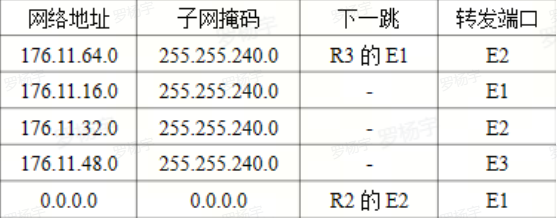 网络地址 子网掩码 下一跳 转发端口
176.11.64.0 255.255.240.0 R3 的 E1 E2
176.11.16.0 255.255.240.0 - E1
176.11.32.0 255.255.240.0 - E2
176.11.48.0 255.255.240.0 - E3
0.0.0.0 0.0.0.0 R2 的 E2 E1
罗杨宇